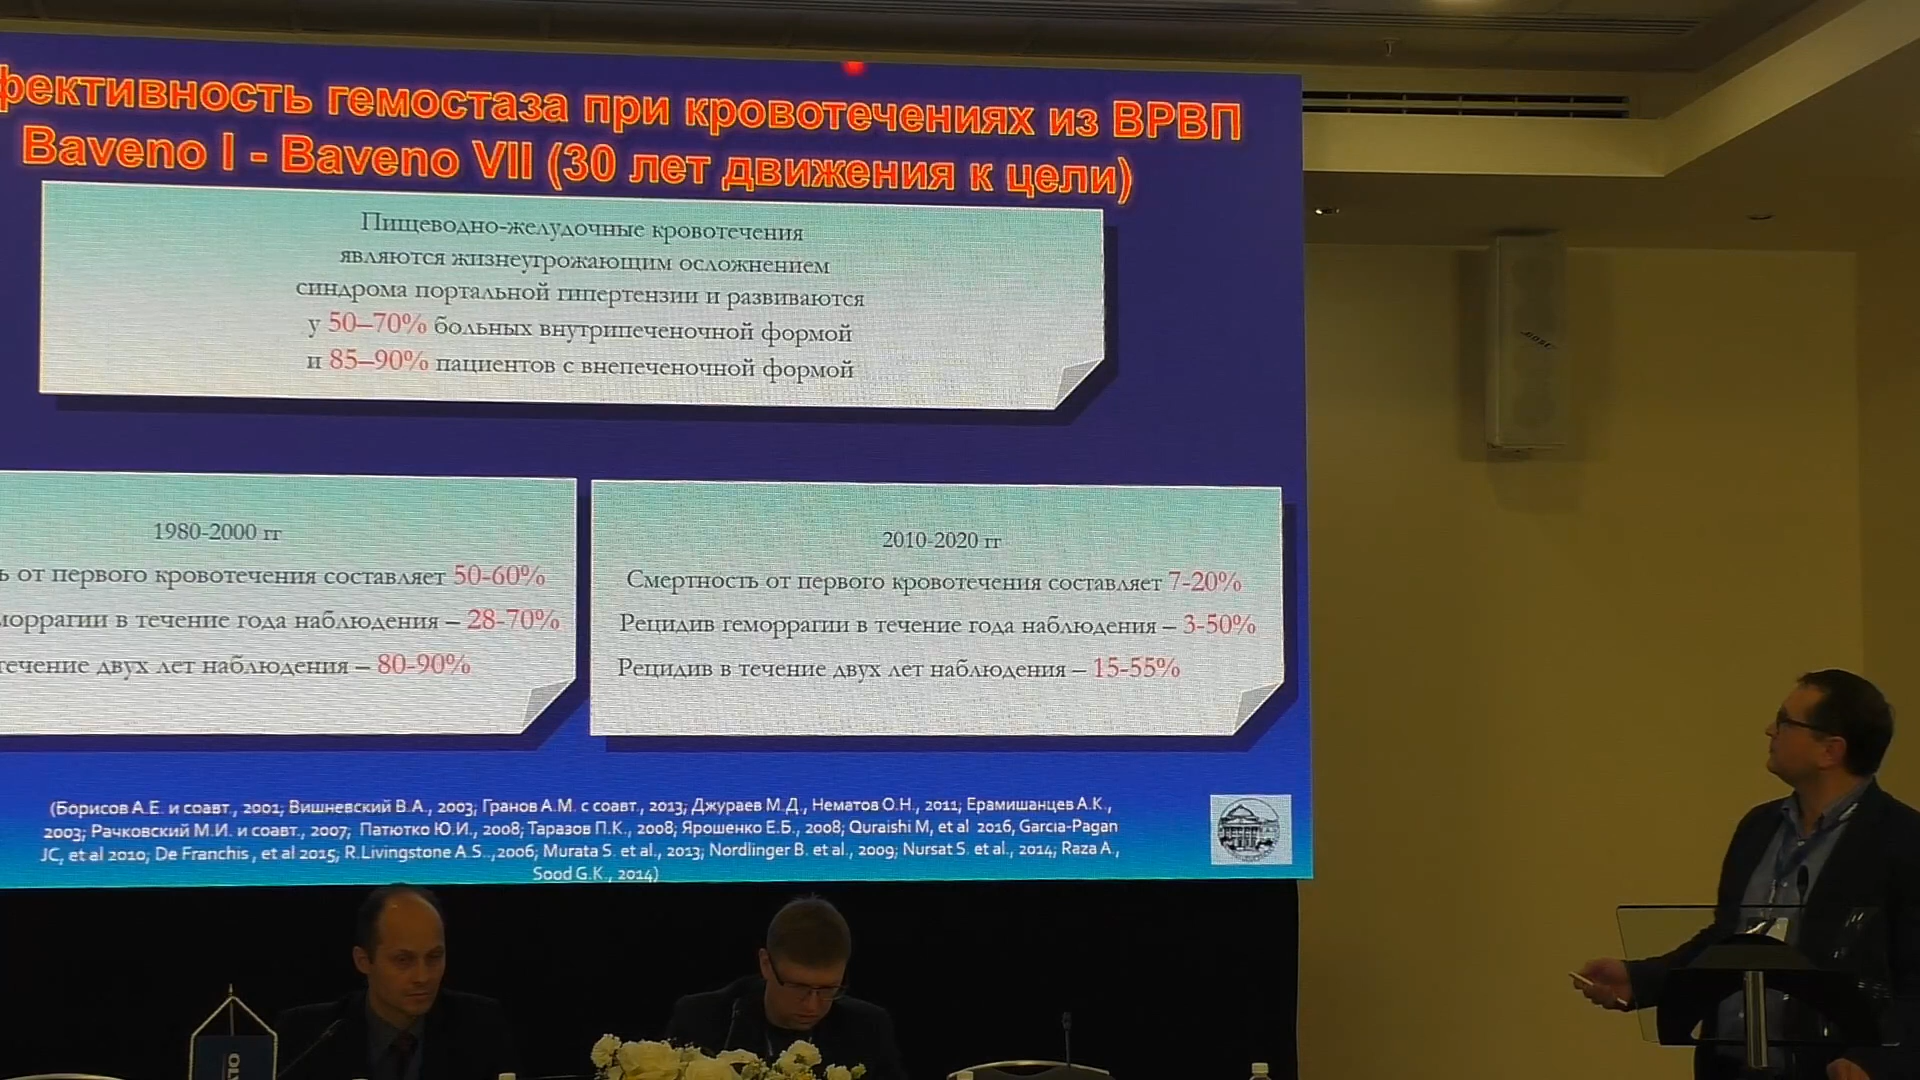 фективность гемостаза при кровотечениях из ВРВП
Baveno I - Baveno VII (30 лет движения к цели)
Пищеводно-желудочные кровотечения
являются жизнеугрожающим осложнением
синдрома портальной гипертензии и развиваются
у 50–70% больных внутрипеченочной формой
и 85–90% пациентов с внепеченочной формой
1980-2000 гг
ь от первого кровотечения составляет 50-60%
моррагии в течение года наблюдения – 28-70%
течение двух лет наблюдения – 80-90%
2010-2020 гг
Смертность от первого кровотечения составляет 7-20%
Рецидив геморрагии в течение года наблюдения – 3-50%
Рецидив в течение двух лет наблюдения – 15-55%
(Борисов А.Е. и соавт., 2001; Вишневский В.А., 2003; Гранов А.М. с соавт., 2013; Джураев М.Д., Нематов О.Н., 2011; Ерамишанцев А.К.,
2003; Рачковский М.И. и соавт., 2007; Патютко Ю.И., 2008; Таразов П.К., 2008; Ярошенко Е.Б., 2008; Quraishi M, et al 2016, Garcia-Pagan
JC, et al 2010; De Franchis , et al 2015; R.Livingstone A.S..,2006; Murata S. et al., 2013; Nordlinger B. et al., 2009; Nursat S. et al., 2014; Raza A.,
Sood G.K., 2014)
BOSE
OLY